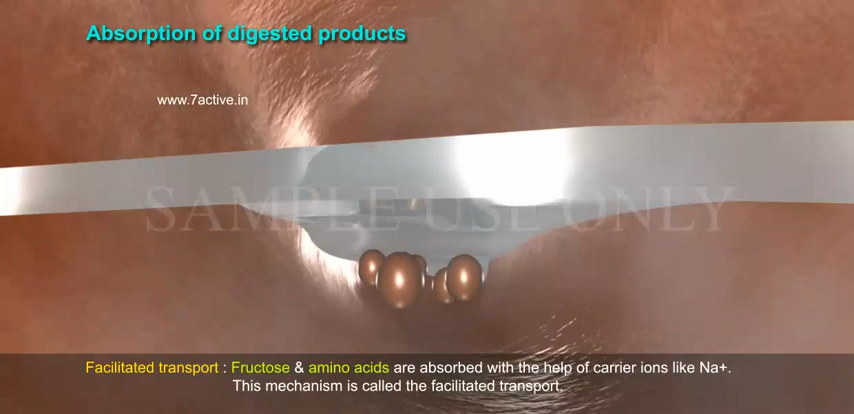 Absorption of digested products
www.7active.in
SAMPLE USE ONLY
Facilitated transport : Fructose & amino acids are absorbed with the help of carrier ions like Na+.
This mechanism is called the facilitated transport.